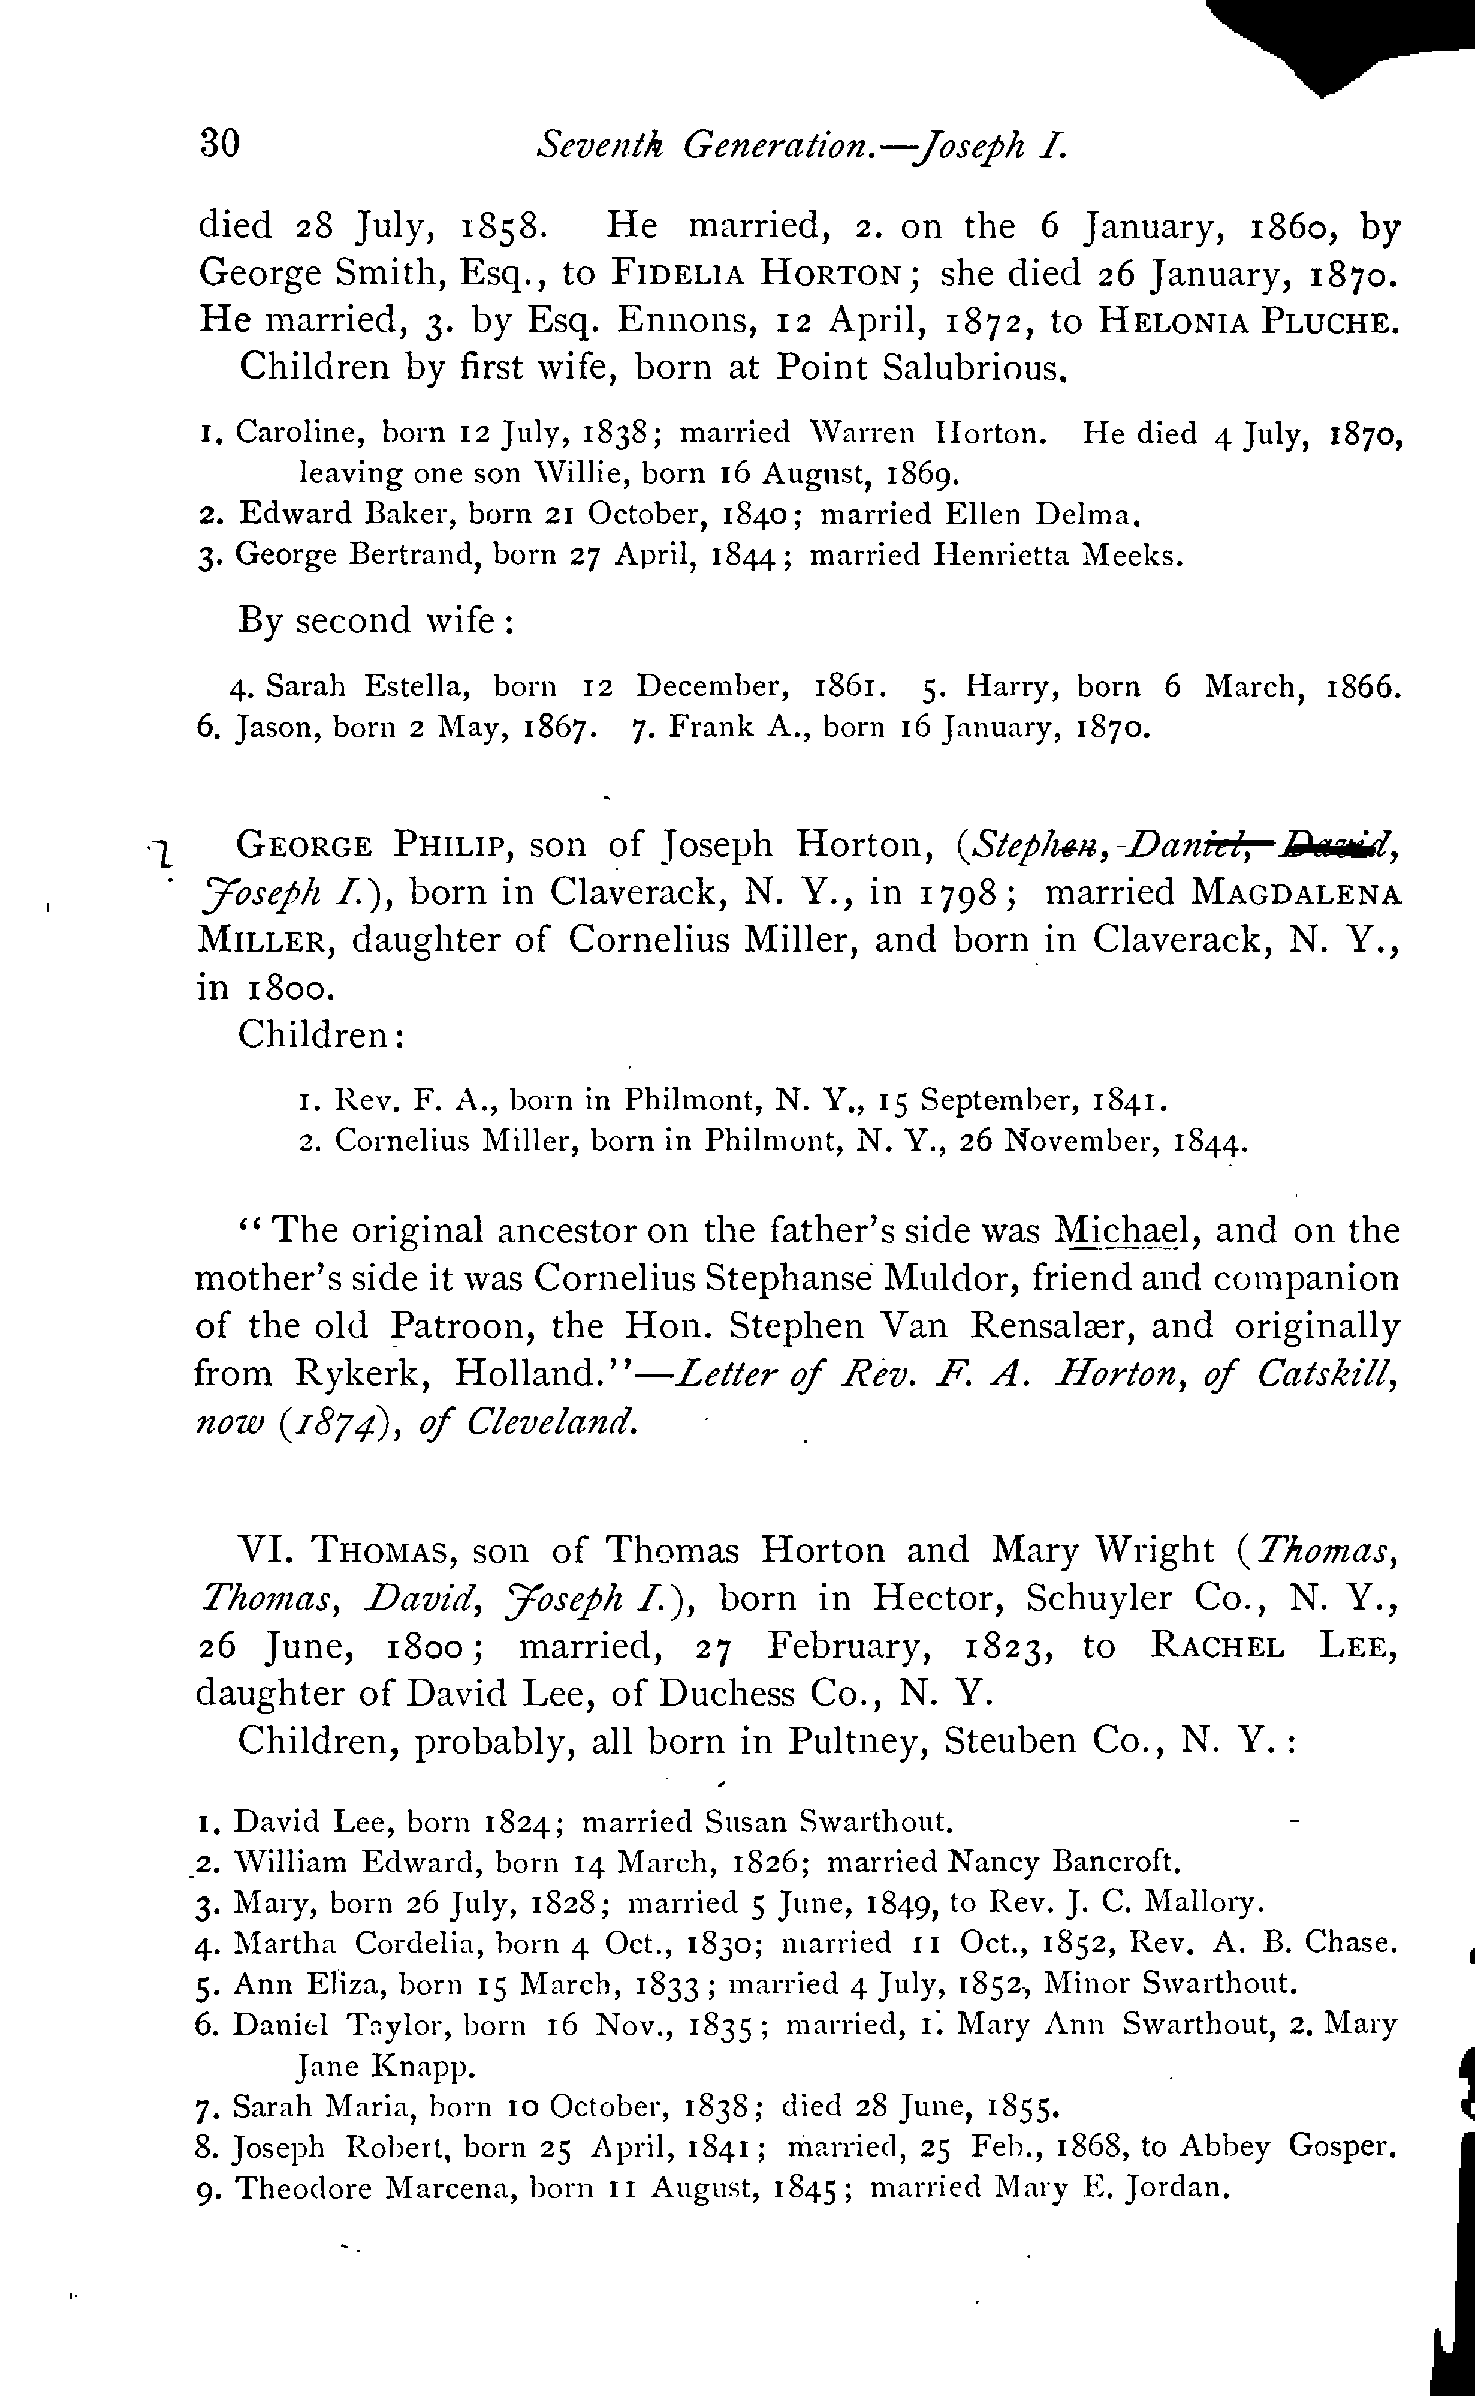 30 Seventh Generation.—Joseph I.
died 28 July, 1858. He married, 2. on the 6 January, 1860, by
George Smith, Esq., to FIDELIA HORTON; she died 26 January, 1870.
He married, 3. by Esq. Ennons, 12 April, 1872, to HELONIA PLUCHE.
Children by first wife, born at Point Salubrious.
1. Caroline, born 12 July, 1838; married Warren Horton. He died 4 July, 1870,
leaving one son Willie, born 16 August, 1869.
2. Edward Baker, born 21 October, 1840; married Ellen Delma.
3. George Bertrand, born 27 April, 1844; married Henrietta Meeks.
By second wife:
4. Sarah Estella, born 12 December, 1861. 5. Harry, born 6 March, 1866.
6. Jason, born 2 May, 1867. 7. Frank A., born 16 January, 1870.
GEORGE PHILIP, son of Joseph Horton, (Stephen, Daniel, David,
Joseph I.), born in Claverack, N. Y., in 1798; married MAGDALENA
MILLER, daughter of Cornelius Miller, and born in Claverack, N. Y.,
in 1800.
Children:
1. Rev. F. A., born in Philmont, N. Y., 15 September, 1841.
2. Cornelius Miller, born in Philmont, N. Y., 26 November, 1844.
"The original ancestor on the father's side was Michael, and on the
mother's side it was Cornelius Stephanse Muldor, friend and companion
of the old Patroon, the Hon. Stephen Van Rensalær, and originally
from Rykerk, Holland."—Letter of Rev. F. A. Horton, of Catskill,
now (1874), of Cleveland.
VI. THOMAS, son of Thomas Horton and Mary Wright (Thomas,
Thomas, David, Joseph I.), born in Hector, Schuyler Co., N. Y.,
26 June, 1800; married, 27 February, 1823, to RACHEL LEE,
daughter of David Lee, of Duchess Co., N. Y.
Children, probably, all born in Pultney, Steuben Co., N. Y.:
1. David Lee, born 1824; married Susan Swarthout.
2. William Edward, born 14 March, 1826; married Nancy Bancroft.
3. Mary, born 26 July, 1828; married 5 June, 1849, to Rev. J. C. Mallory.
4. Martha Cordelia, born 4 Oct., 1830; married 11 Oct., 1852, Rev. A. B. Chase.
5. Ann Eliza, born 15 March, 1833; married 4 July, 1852, Minor Swarthout.
6. Daniel Taylor, born 16 Nov., 1835; married, 1. Mary Ann Swarthout, 2. Mary
Jane Knapp.
7. Sarah Maria, born 10 October, 1838; died 28 June, 1855.
8. Joseph Robert, born 25 April, 1841; married, 25 Feb., 1868, to Abbey Gosper.
9. Theodore Marcena, born 11 August, 1845; married Mary E. Jordan.